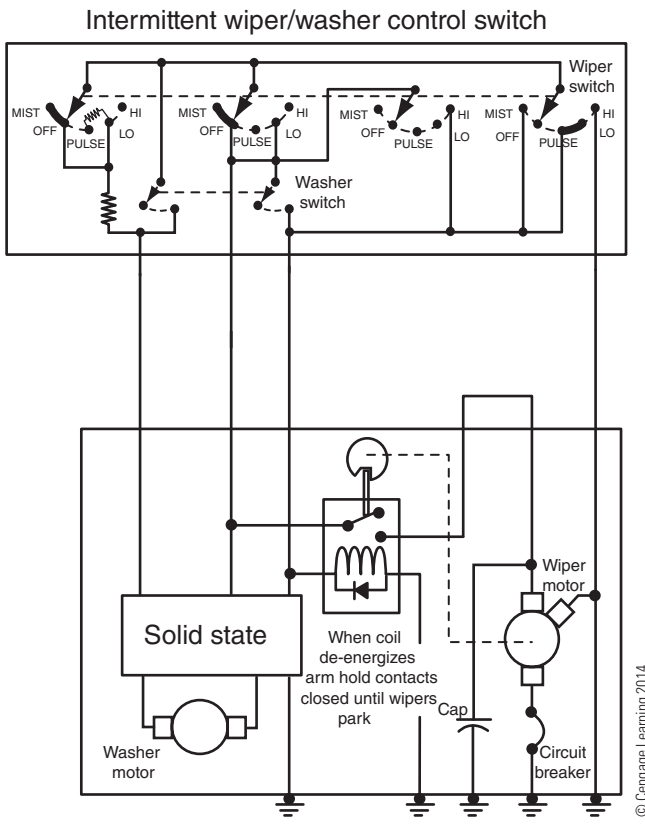 Intermittent wiper/washer control switch
Wiper
switch
MIST
OFF
PULSE
HI
LO
MIST
OFF
PULSE
HI
LO
MIST
OFF
PULSE
HI
LO
MIST
OFF
PULSE
HI
LO
Washer
switch
Solid state
Washer
motor
When coil
de-energizes
arm hold contacts
closed until wipers
park
Cap
Wiper
motor
Circuit
breaker
© Cengage Learning 2014